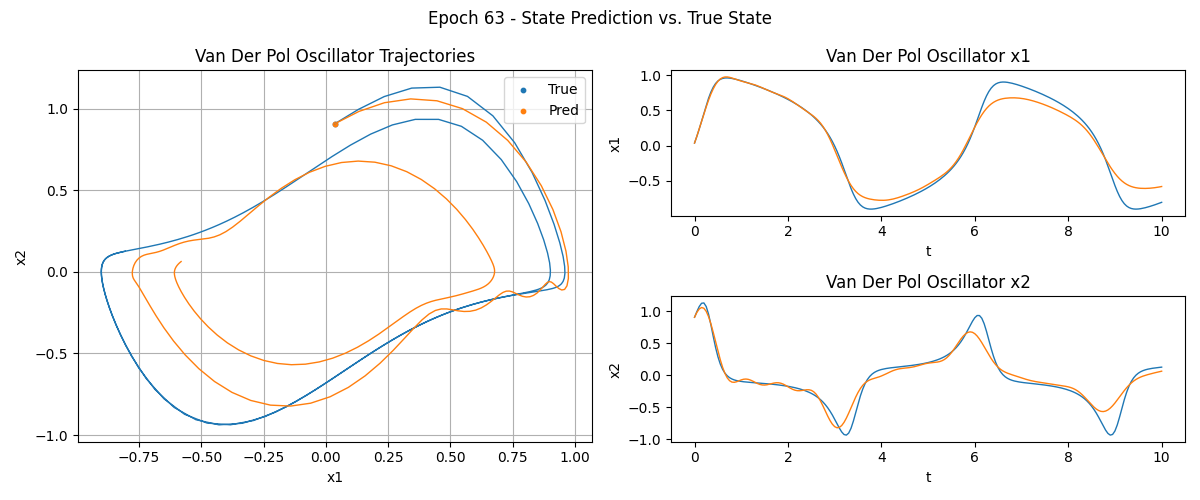 Epoch 63 - State Prediction vs. True State
Van Der Pol Oscillator Trajectories
True
Pred
x2
1.0
0.5
0.0
−0.5
−1.0
−0.75
−0.50
−0.25
0.00
0.25
0.50
0.75
1.00
x1
Van Der Pol Oscillator x1
x1
1.0
0.5
0.0
−0.5
0
2
4
6
8
10
t
Van Der Pol Oscillator x2
x2
1.0
0.5
0.0
−0.5
−1.0
0
2
4
6
8
10
t